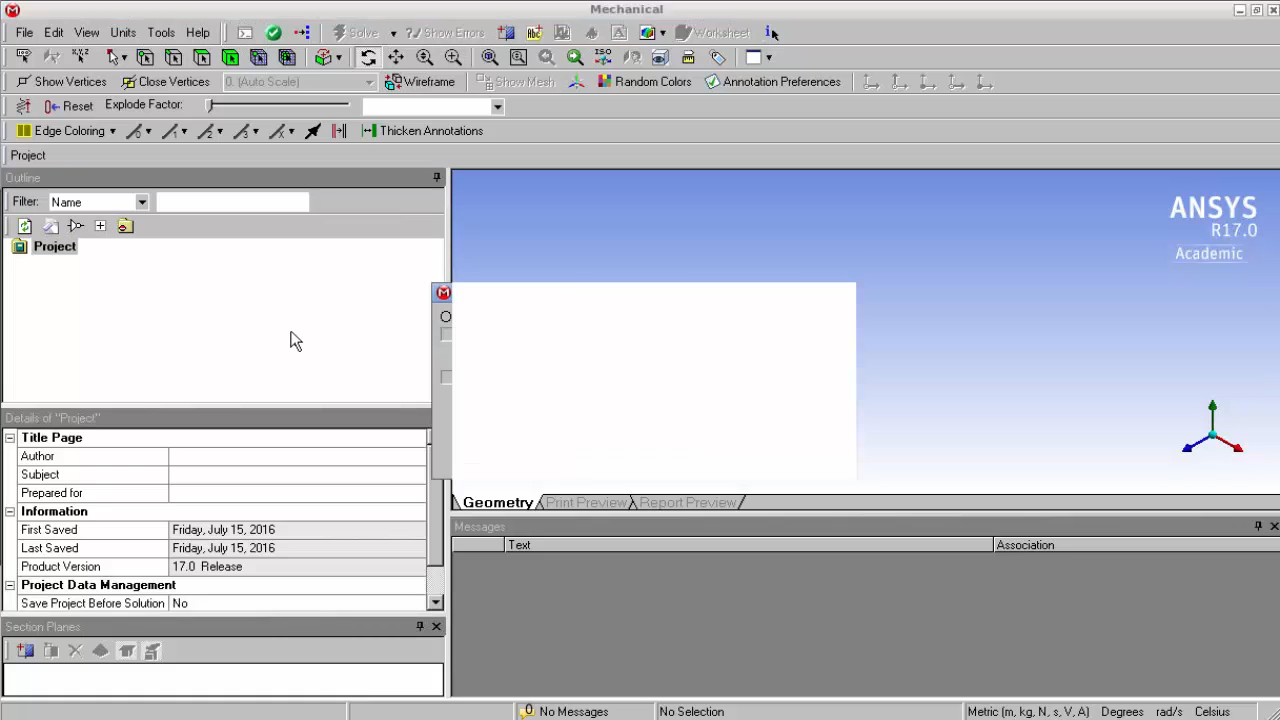 Mechanical
File Edit View Units Tools Help Solve Show Errors Worksheet
Show Vertices Close Vertices 0. (Auto Scale) Wireframe Show Mesh Random Colors Annotation Preferences
Reset Explode Factor:
Edge Coloring Thicken Annotations
Project
Outline
Filter: Name
Project
ANSYS
R17.0
Academic
Details of "Project"
Title Page
Author
Subject
Prepared for
Information
First Saved Friday, July 15, 2016
Last Saved Friday, July 15, 2016
Product Version 17.0 Release
Project Data Management
Save Project Before Solution No
Section Planes
Geometry Print Preview Report Preview
Messages
Text Association
No Messages No Selection Metric (m, kg, N, s, V, A) Degrees rad/s Celsius